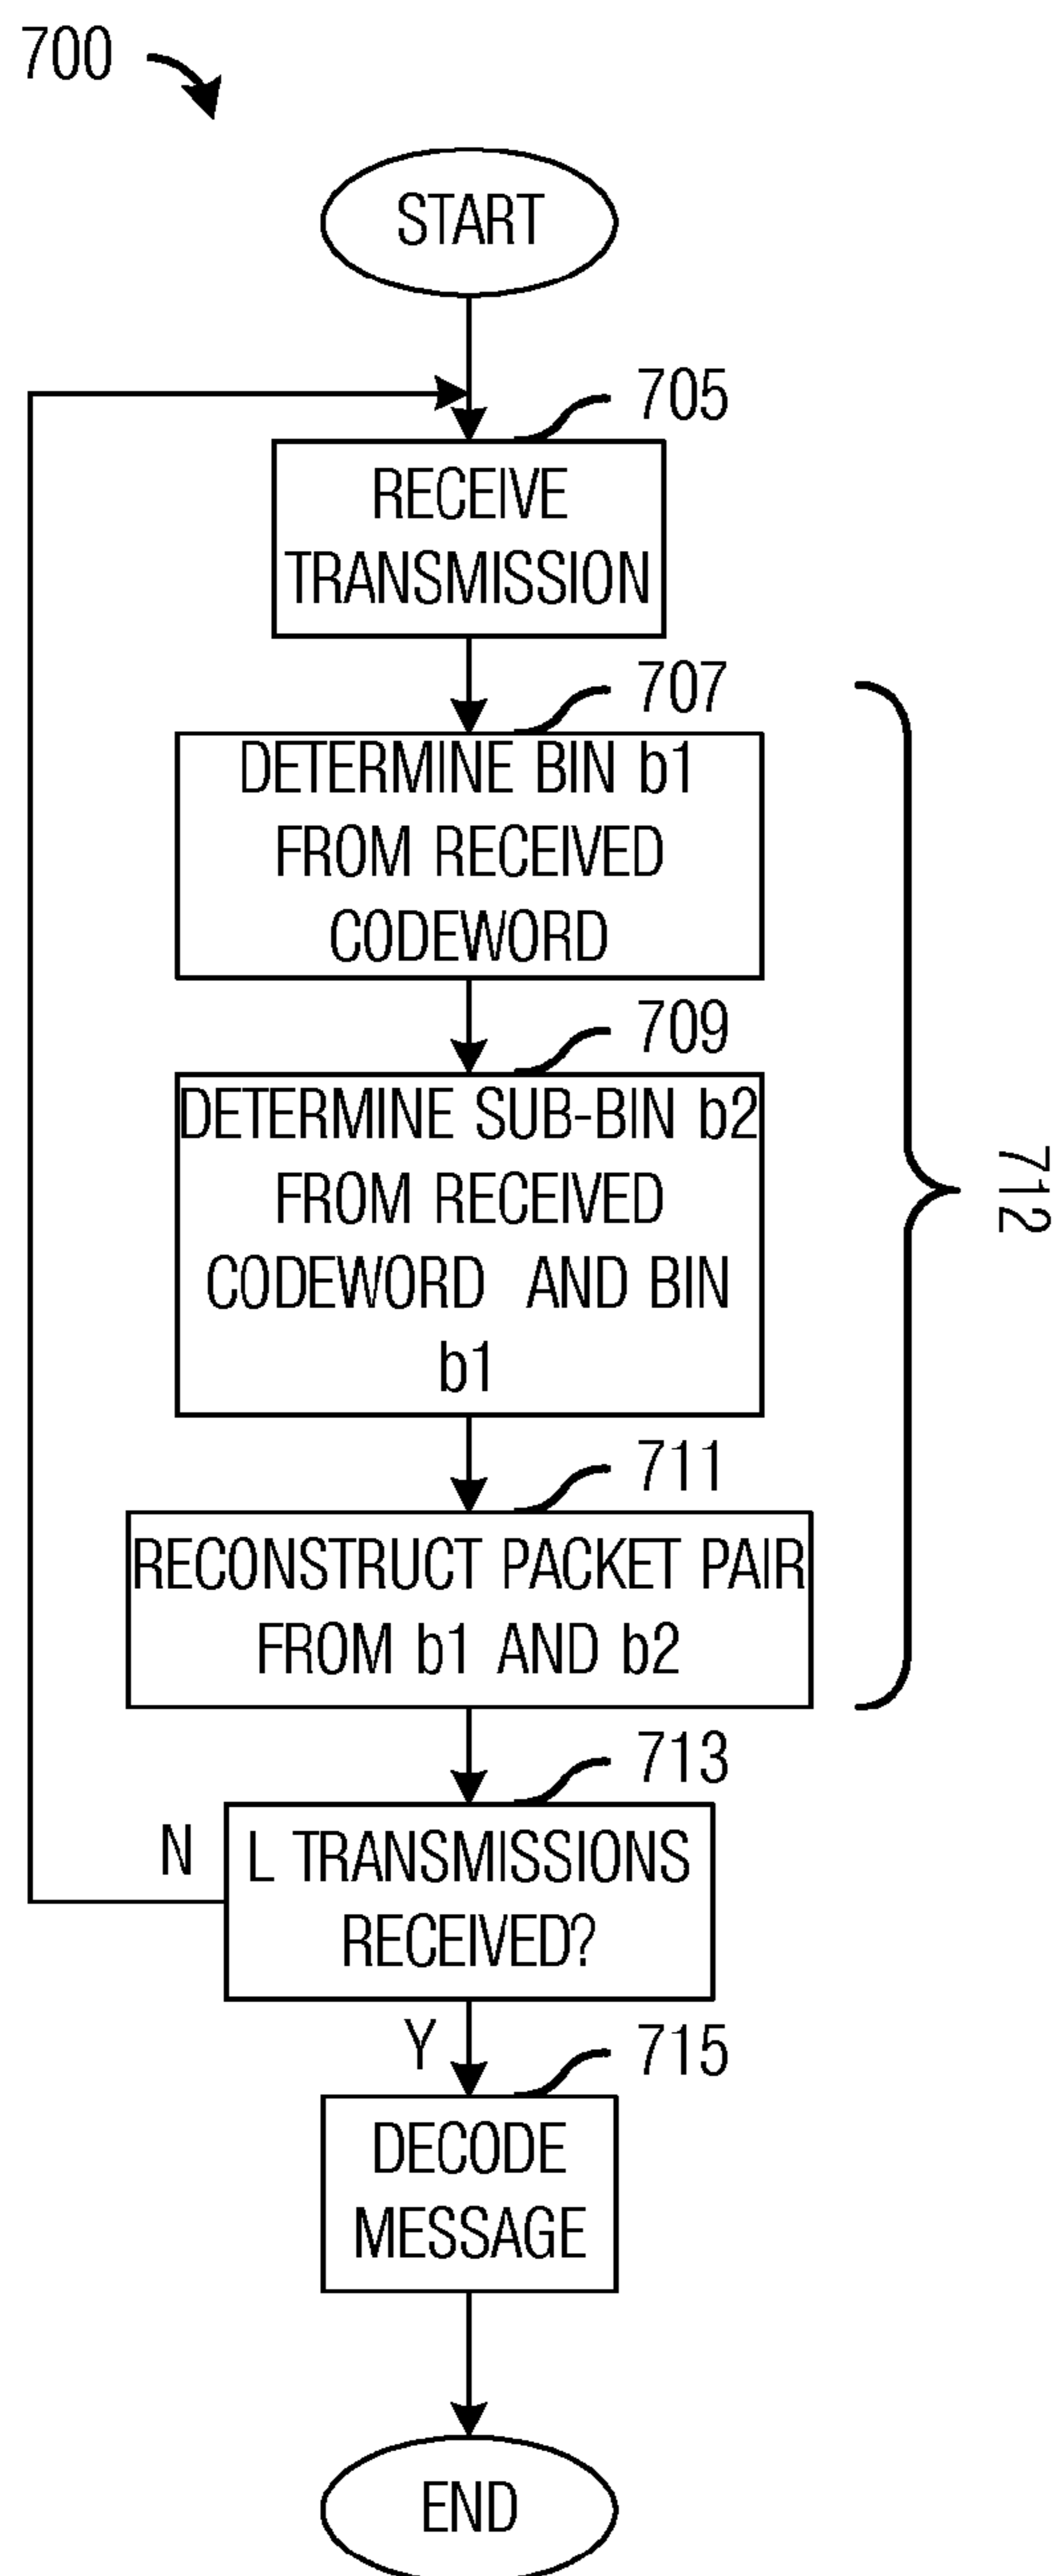 700
START
705
RECEIVE
TRANSMISSION
707
DETERMINE BIN b1
FROM RECEIVED
CODEWORD
709
DETERMINE SUB-BIN b2
FROM RECEIVED
CODEWORD AND BIN
b1
712
711
RECONSTRUCT PACKET PAIR
FROM b1 AND b2
713
N
L TRANSMISSIONS
RECEIVED?
Y
715
DECODE
MESSAGE
END